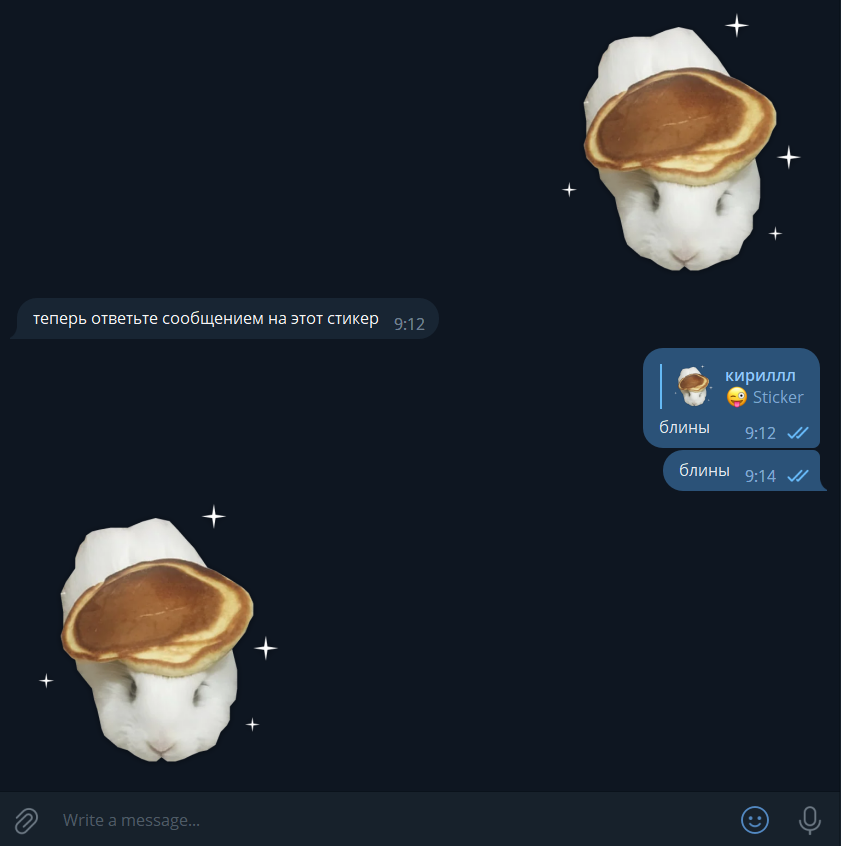 теперь ответьте сообщением на этот стикер 9:12
кириллл
😜 Sticker
блины 9:12
блины 9:14
Write a message...